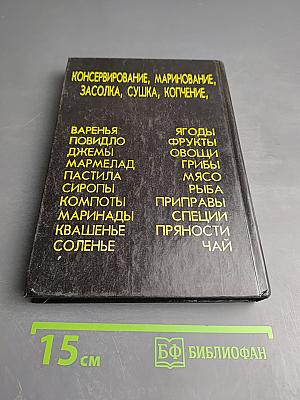 КОНСЕРВИРОВАНИЕ, МАРИНОВАНИЕ,
ЗАСОЛКА, СУШКА, КОПЧЕНИЕ,
ВАРЕНЬЯ ЯГОДЫ
ПОВИДЛО ФРУКТЫ
ДЖЕМЫ ОВОЩИ
МАРМЕЛАД ГРИБЫ
ПАСТИЛА МЯСО
СИРОПЫ РЫБА
КОМПОТЫ ПРИПРАВЫ
МАРИНАДЫ СПЕЦИИ
КВАШЕНЬЕ ПРЯНОСТИ
СОЛЕНЬЕ ЧАЙ
15 см БФ БИБЛИОФАН